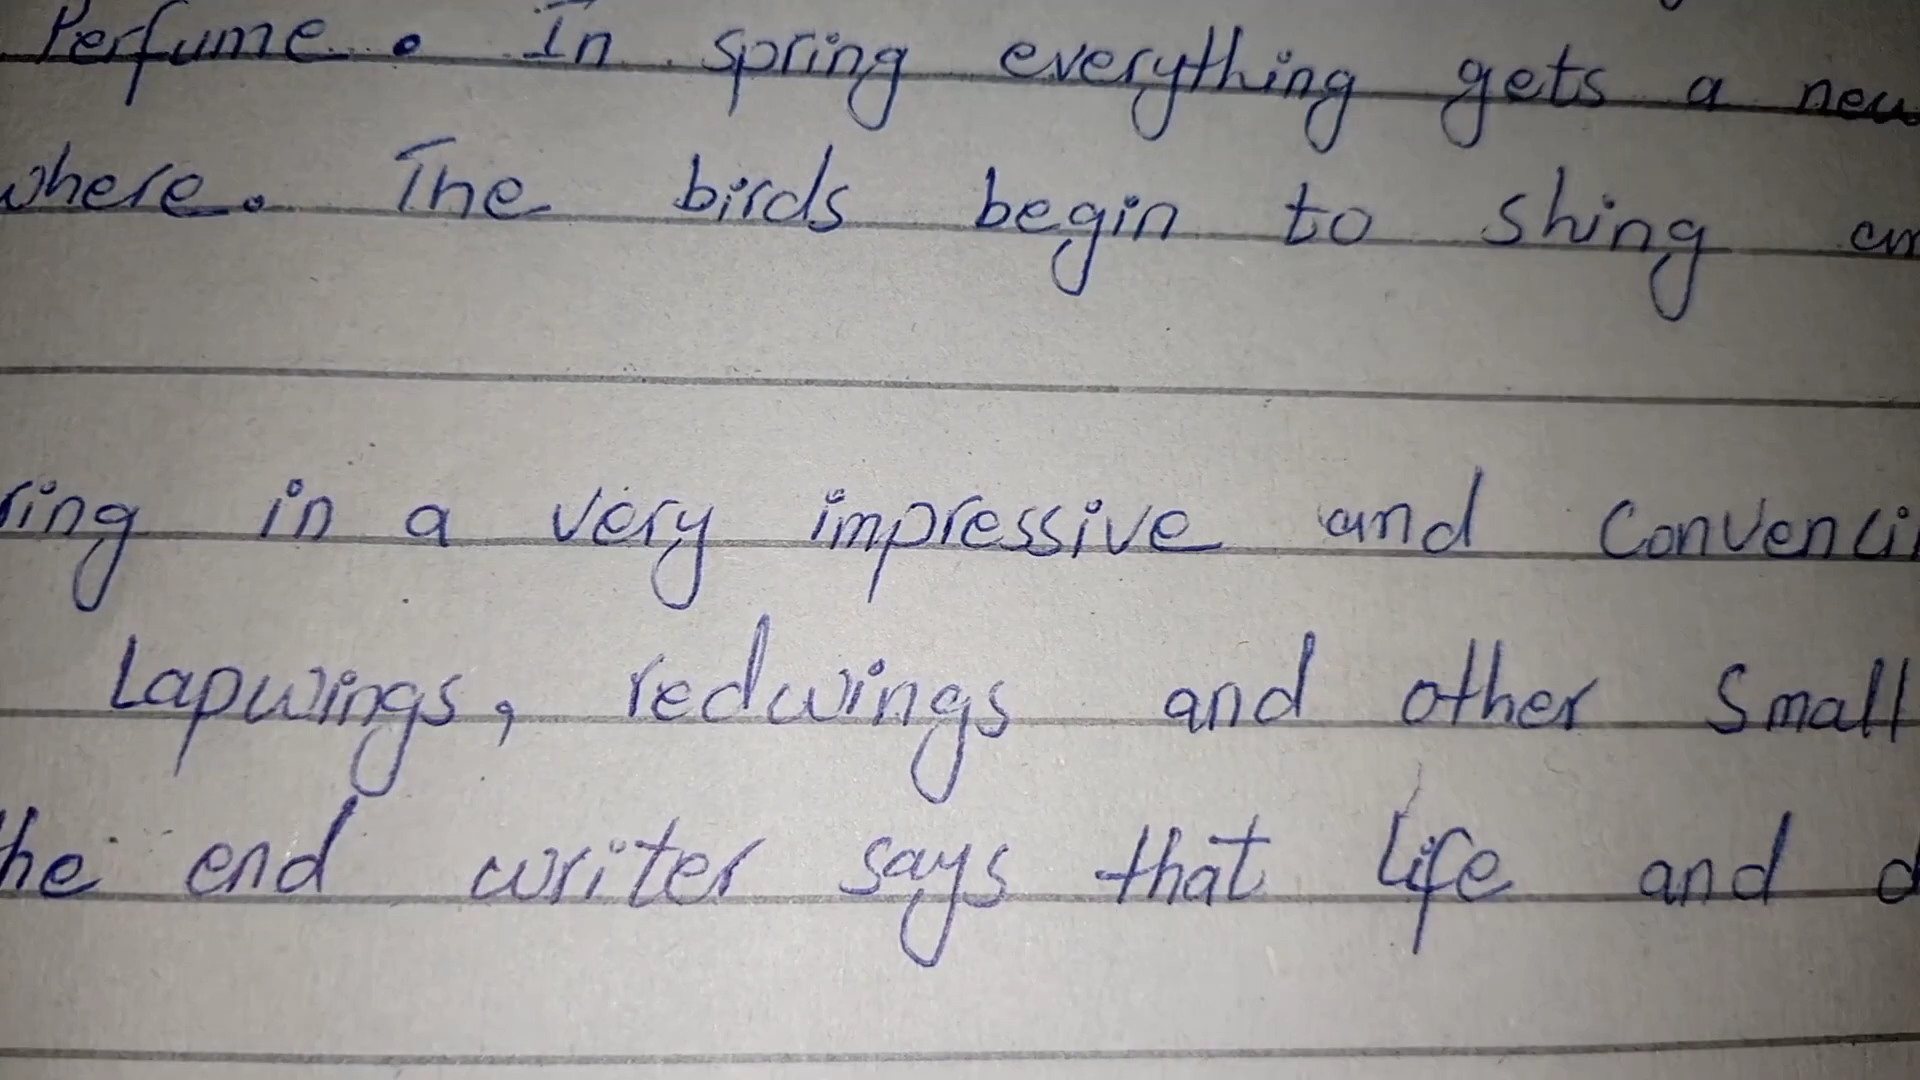 Perfume. In spring everything gets a new
where. The birds begin to shing
ring in a very impressive and
Lapwings, redwings and other Small
he end writer says that Life and